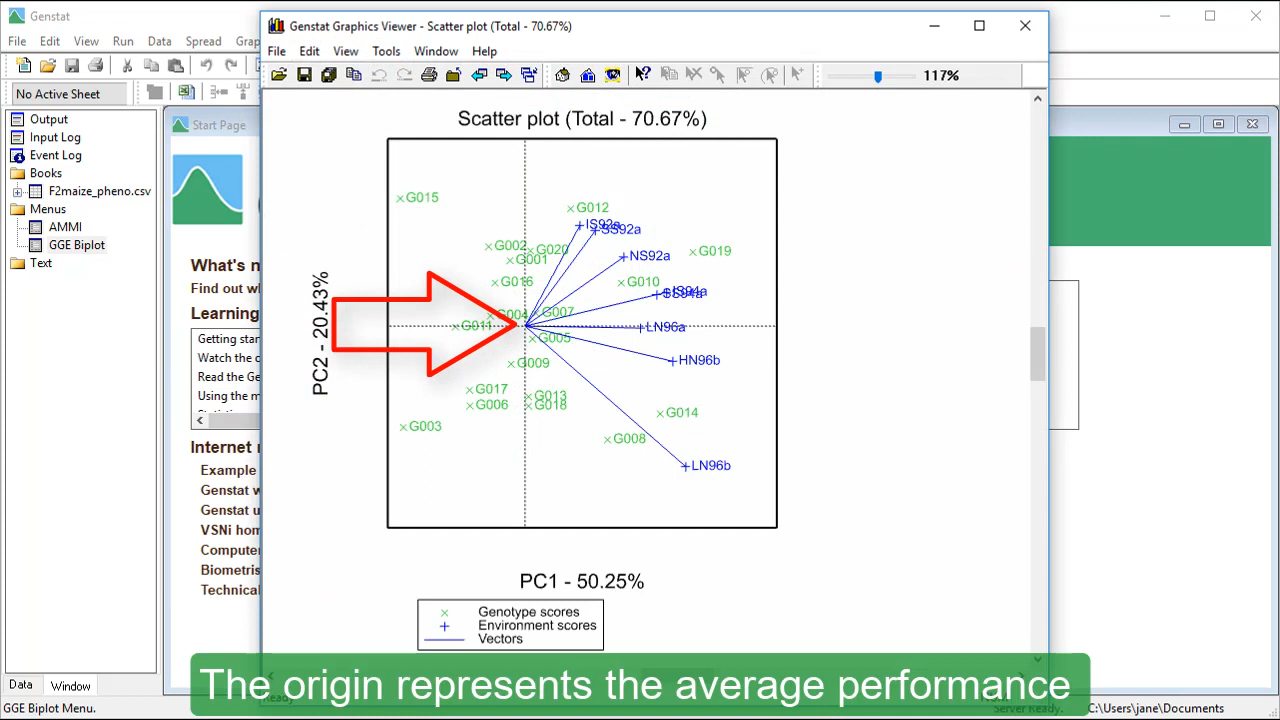 Genstat
File Edit View Run Data Spread Grap
No Active Sheet
Output
Input Log
Event Log
Books
F2maize_pheno.csv
Menus
AMMI
GGE Biplot
Text
Data Window
GGE Biplot Menu.
Start Page
What's n
Find out wh
Learning
Getting star
Watch the o
Read the Ge
Using the m
Internet r
Example
Genstat w
Genstat u
VSNi hom
Compute
Biometris
Technical
Genstat Graphics Viewer - Scatter plot (Total - 70.67%)
File Edit View Tools Window Help
117%
Scatter plot (Total - 70.67%)
G015
G012
IS92a
SS92a
G002
G020
G019
G001
NS92a
G016
G010
IS94a
SS94a
G004
G007
G011
LN96a
G005
G009
HN96b
G017
G013
G006
G018
G014
G003
G008
LN96b
PC2 - 20.43%
PC1 - 50.25%
Genotype scores
Environment scores
Vectors
The origin represents the average performance
Ready...
Server Ready.
C:\Users\jane\Documents